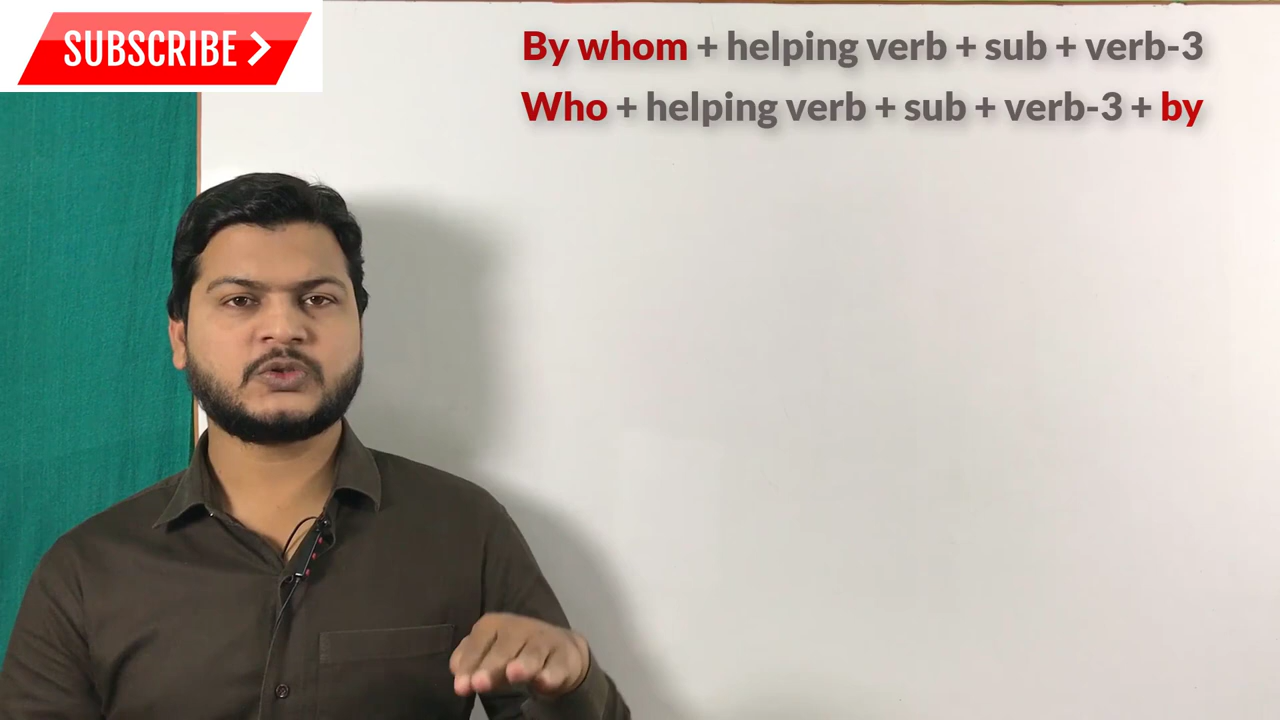 SUBSCRIBE
By whom + helping verb + sub + verb-3
Who + helping verb + sub + verb-3 + by